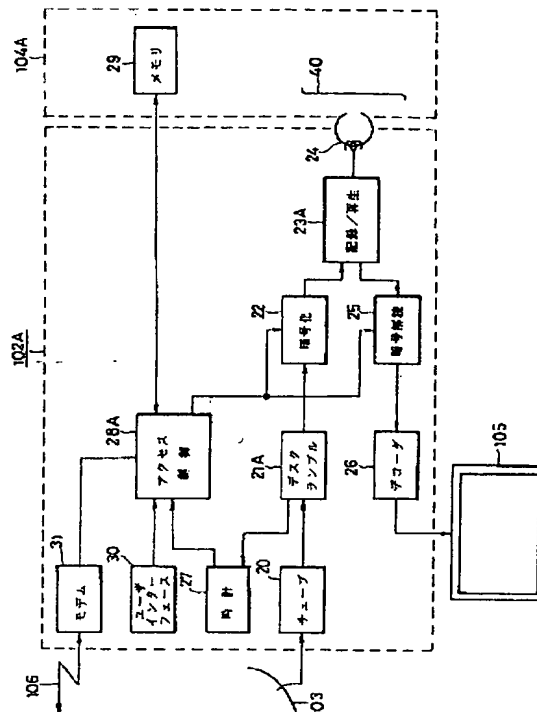 102A
104A
106
31
モデム
28A
アクセス
制御
29
メモリ
30
ユーザ
インター
フェース
27
時計
103
20
チューブ
21A
デスク
ランブル
22
暗号化
23A
記録/再生
24
40
25
暗号解読
26
デコーダ
105